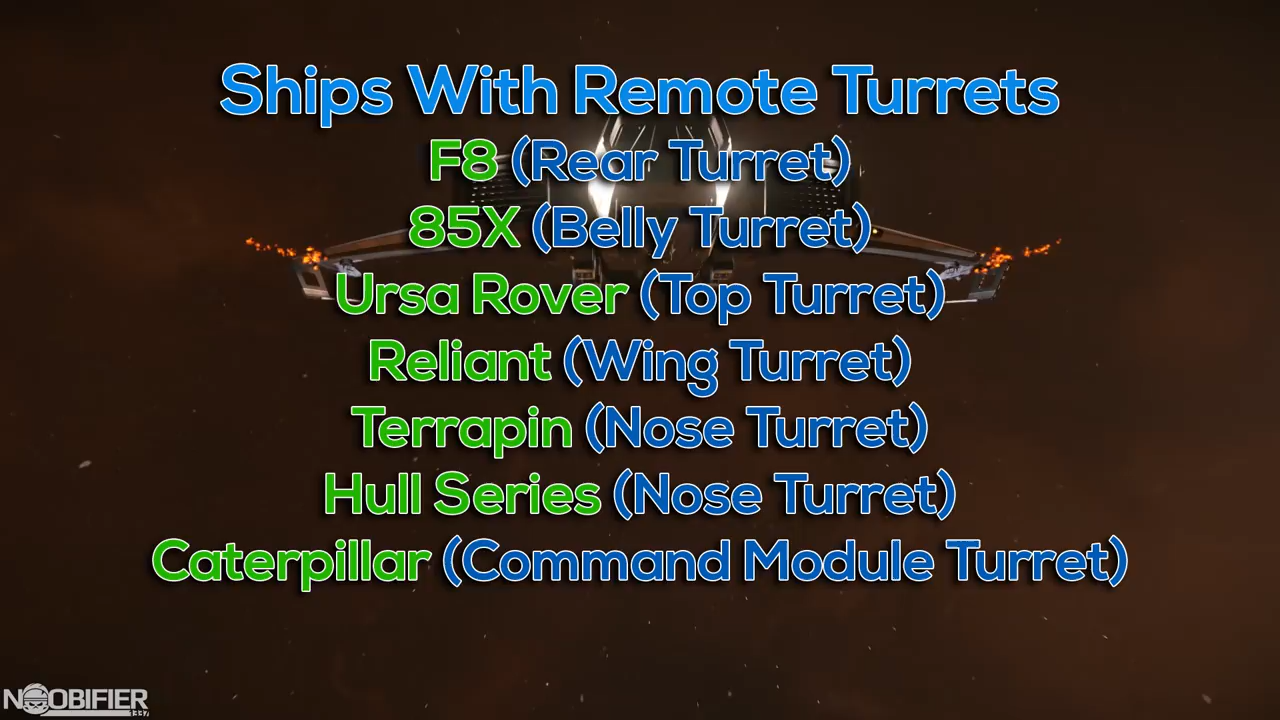 Ships With Remote Turrets
F8 (Rear Turret)
85X (Belly Turret)
Ursa Rover (Top Turret)
Reliant (Wing Turret)
Terrapin (Nose Turret)
Hull Series (Nose Turret)
Caterpillar (Command Module Turret)
NOOBIFIER
1337